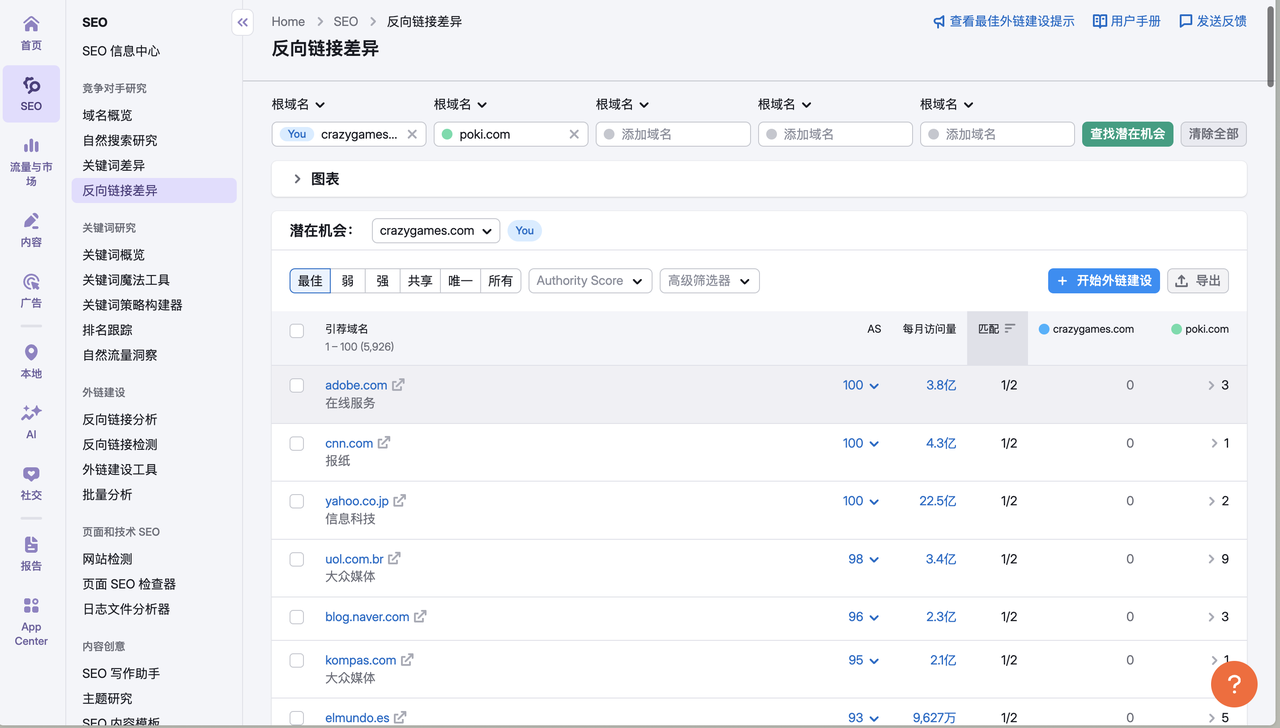 首页
SEO
流量与市
场
内容
广告
本地
AI
社交
报告
App
Center
SEO
SEO 信息中心
竞争对手研究
域名概览
自然搜索研究
关键词差异
反向链接差异
关键词研究
关键词概览
关键词魔法工具
关键词策略构建器
排名跟踪
自然流量洞察
外链建设
反向链接分析
反向链接检测
外链建设工具
批量分析
页面和技术 SEO
网站检测
页面 SEO 检查器
日志文件分析器
内容创意
SEO 写作助手
主题研究
SEO 内容模板
Home > SEO > 反向链接差异
查看最佳外链建设提示 用户手册 发送反馈
反向链接差异
根域名 根域名 根域名 根域名 根域名
You crazygames... poki.com 添加域名 添加域名 添加域名 查找潜在机会 清除全部
图表
潜在机会： crazygames.com You
最佳 弱 强 共享 唯一 所有 Authority Score 高级筛选器 + 开始外链建设 导出
引荐域名 AS 每月访问量 匹配 crazygames.com poki.com
1 – 100 (5,926)
adobe.com 100 3.8亿 1/2 0 > 3
在线服务
cnn.com 100 4.3亿 1/2 0 > 1
报纸
yahoo.co.jp 100 22.5亿 1/2 0 > 2
信息科技
uol.com.br 98 3.4亿 1/2 0 > 9
大众媒体
blog.naver.com 96 2.3亿 1/2 0 > 3
kompas.com 95 2.1亿 1/2 0 > 1
大众媒体
?
elmundo.es 93 9,627万 1/2 0 > 5